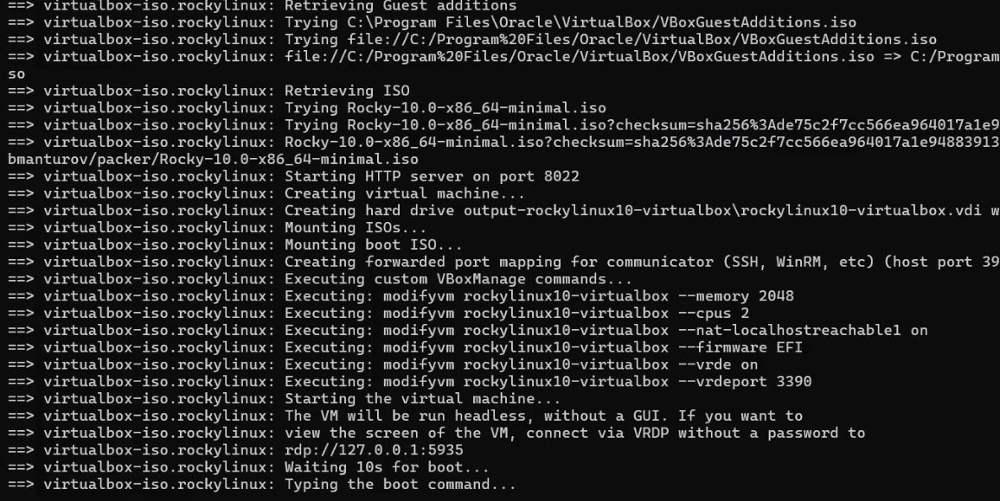 ==> virtualbox-iso.rockylinux: Retrieving Guest additions
==> virtualbox-iso.rockylinux: Trying C:\Program Files\Oracle\VirtualBox/VBoxGuestAdditions.iso
==> virtualbox-iso.rockylinux: Trying file://C:/Program%20Files/Oracle/VirtualBox/VBoxGuestAdditions.iso
==> virtualbox-iso.rockylinux: file://C:/Program%20Files/Oracle/VirtualBox/VBoxGuestAdditions.iso => C:/Program
so
==> virtualbox-iso.rockylinux: Retrieving ISO
==> virtualbox-iso.rockylinux: Trying Rocky-10.0-x86_64-minimal.iso
==> virtualbox-iso.rockylinux: Trying Rocky-10.0-x86_64-minimal.iso?checksum=sha256%3Ade75c2f7cc566ea964017a1e9
==> virtualbox-iso.rockylinux: Rocky-10.0-x86_64-minimal.iso?checksum=sha256%3Ade75c2f7cc566ea964017a1e94883913
bmanturov/packer/Rocky-10.0-x86_64-minimal.iso
==> virtualbox-iso.rockylinux: Starting HTTP server on port 8022
==> virtualbox-iso.rockylinux: Creating virtual machine...
==> virtualbox-iso.rockylinux: Creating hard drive output-rockylinux10-virtualbox\rockylinux10-virtualbox.vdi w
==> virtualbox-iso.rockylinux: Mounting ISOs...
==> virtualbox-iso.rockylinux: Mounting boot ISO...
==> virtualbox-iso.rockylinux: Creating forwarded port mapping for communicator (SSH, WinRM, etc) (host port 39
==> virtualbox-iso.rockylinux: Executing custom VBoxManage commands...
==> virtualbox-iso.rockylinux: Executing: modifyvm rockylinux10-virtualbox --memory 2048
==> virtualbox-iso.rockylinux: Executing: modifyvm rockylinux10-virtualbox --cpus 2
==> virtualbox-iso.rockylinux: Executing: modifyvm rockylinux10-virtualbox --nat-localhostreachable1 on
==> virtualbox-iso.rockylinux: Executing: modifyvm rockylinux10-virtualbox --firmware EFI
==> virtualbox-iso.rockylinux: Executing: modifyvm rockylinux10-virtualbox --vrde on
==> virtualbox-iso.rockylinux: Executing: modifyvm rockylinux10-virtualbox --vrdeport 3390
==> virtualbox-iso.rockylinux: Starting the virtual machine...
==> virtualbox-iso.rockylinux: The VM will be run headless, without a GUI. If you want to
==> virtualbox-iso.rockylinux: view the screen of the VM, connect via VRDP without a password to
==> virtualbox-iso.rockylinux: rdp://127.0.0.1:5935
==> virtualbox-iso.rockylinux: Waiting 10s for boot...
==> virtualbox-iso.rockylinux: Typing the boot command...